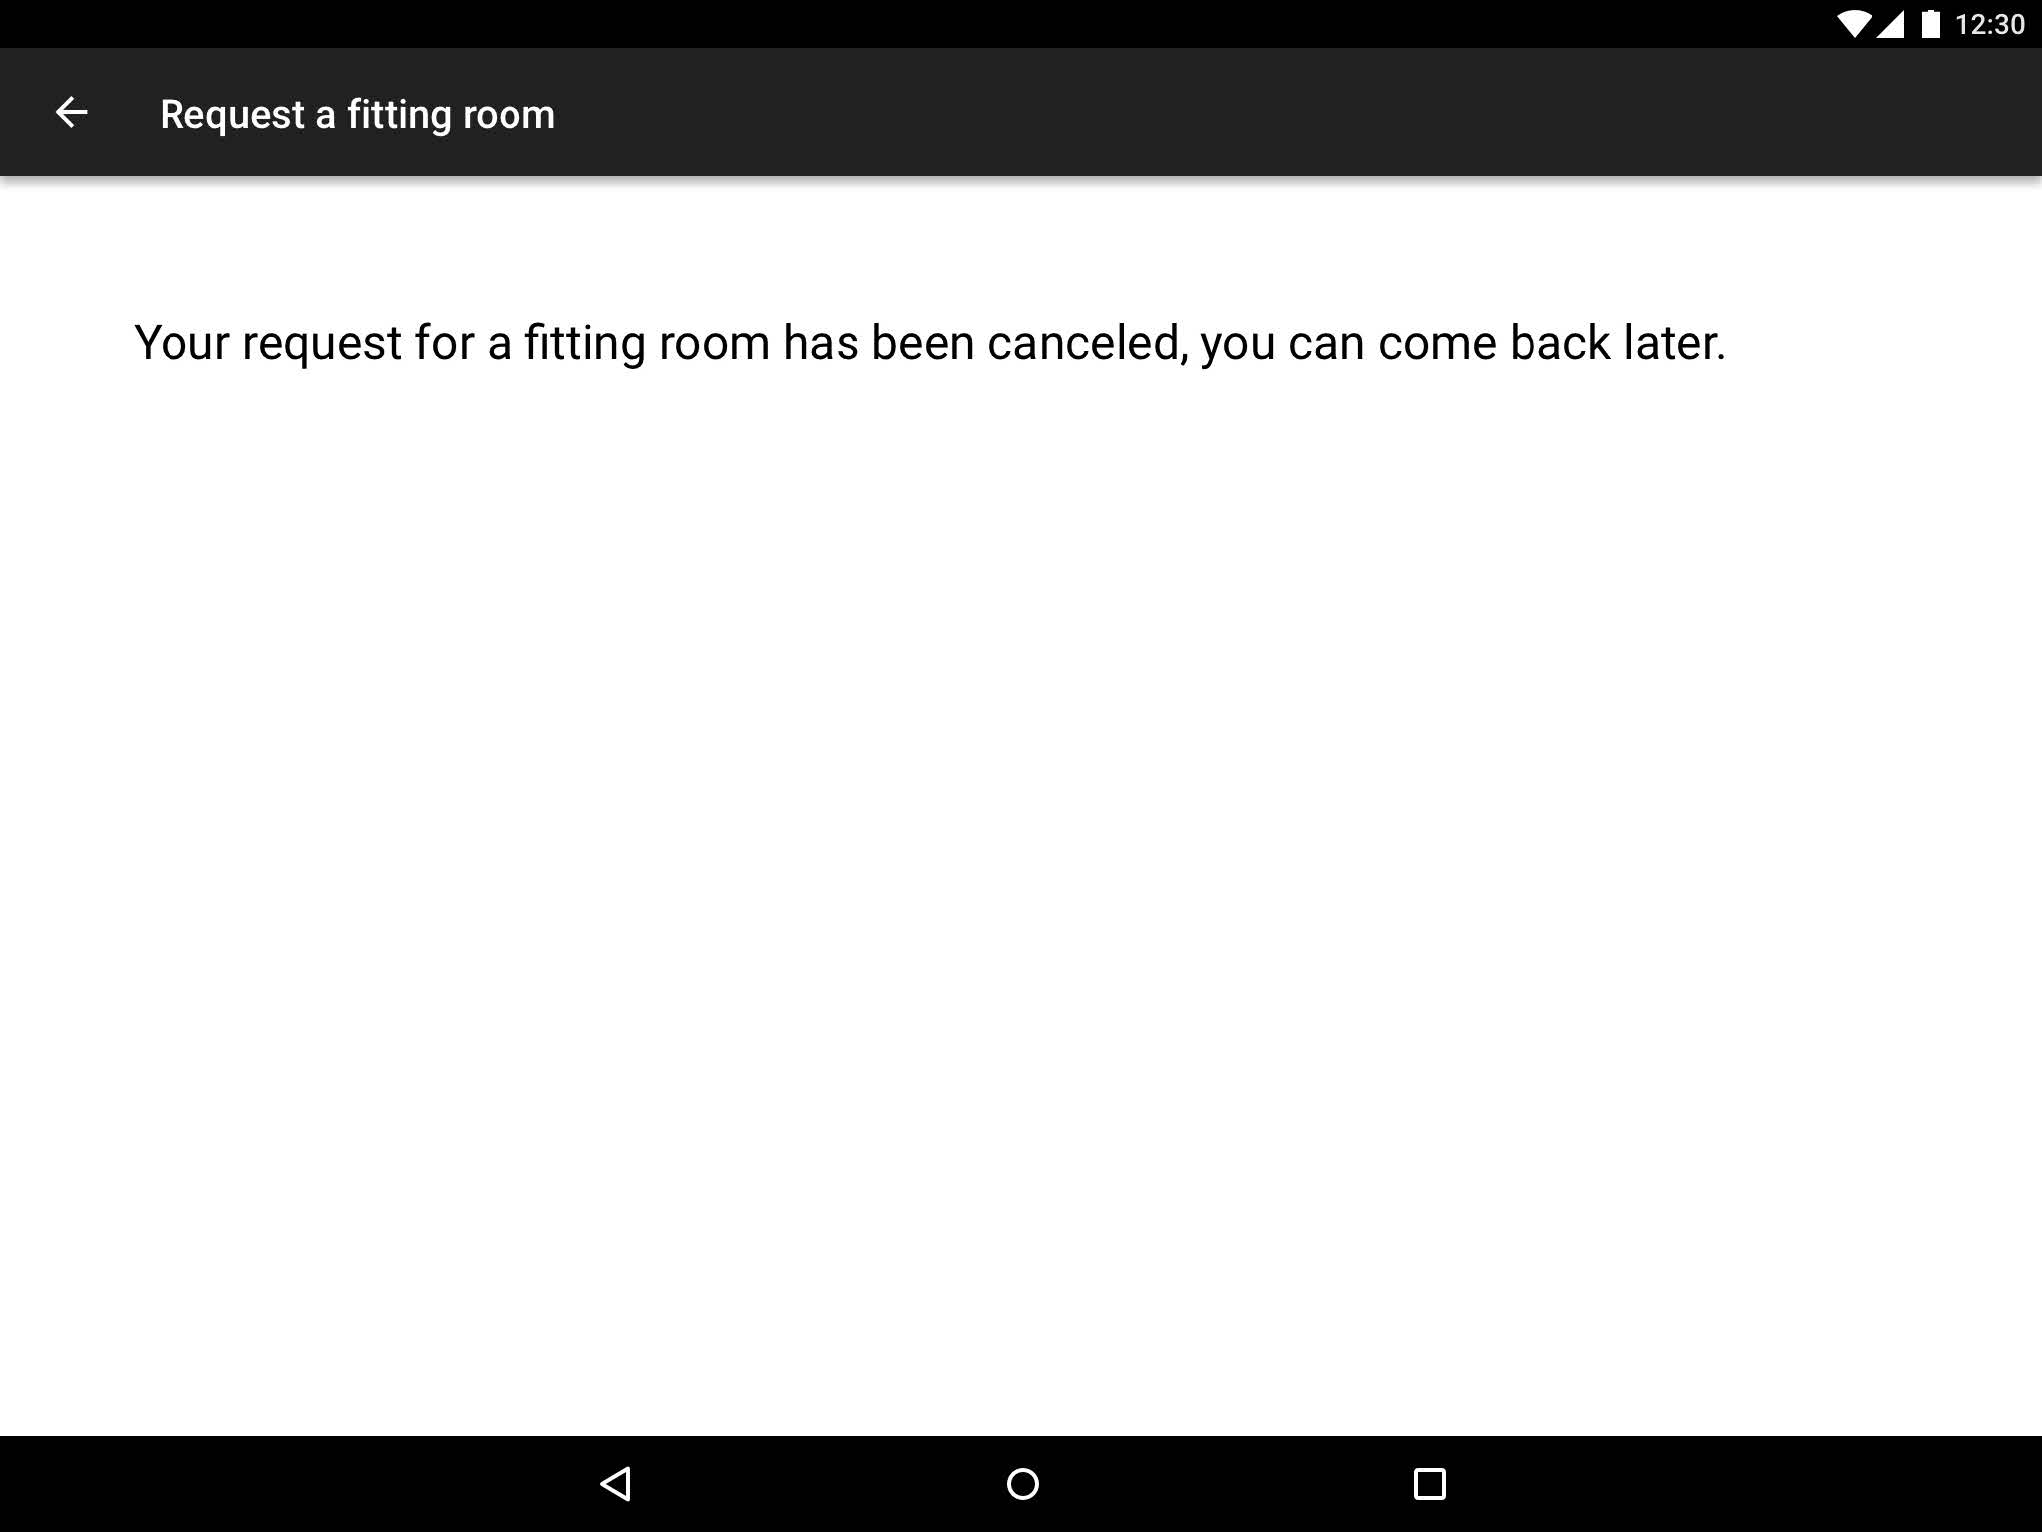 12:30
Request a fitting room
Your request for a fitting room has been canceled, you can come back later.